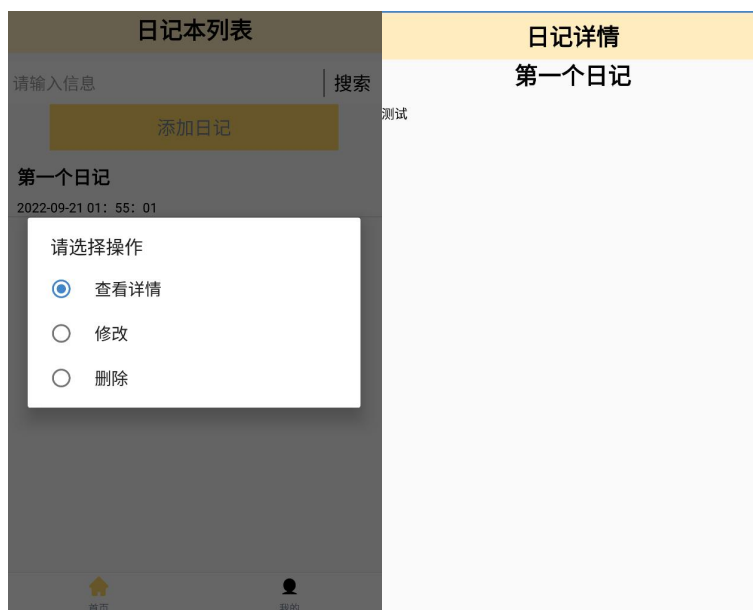 日记本列表
请输入信息
搜索
添加日记
第一个日记
2022-09-21 01：55：01
请选择操作
查看详情
修改
删除
首页
我的
日记详情
第一个日记
测试